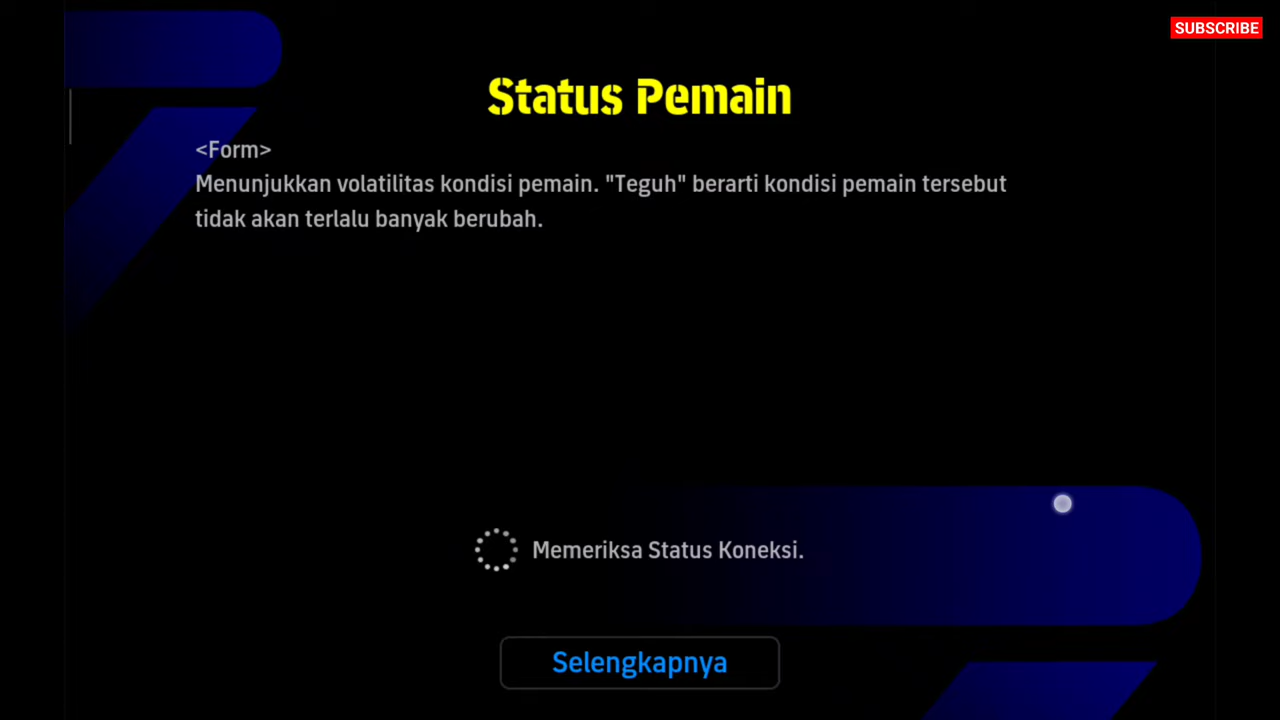 SUBSCRIBE
Status Pemain
<Form>
Menunjukkan volatilitas kondisi pemain. "Teguh" berarti kondisi pemain tersebut
tidak akan terlalu banyak berubah.
Memeriksa Status Koneksi.
Selengkapnya